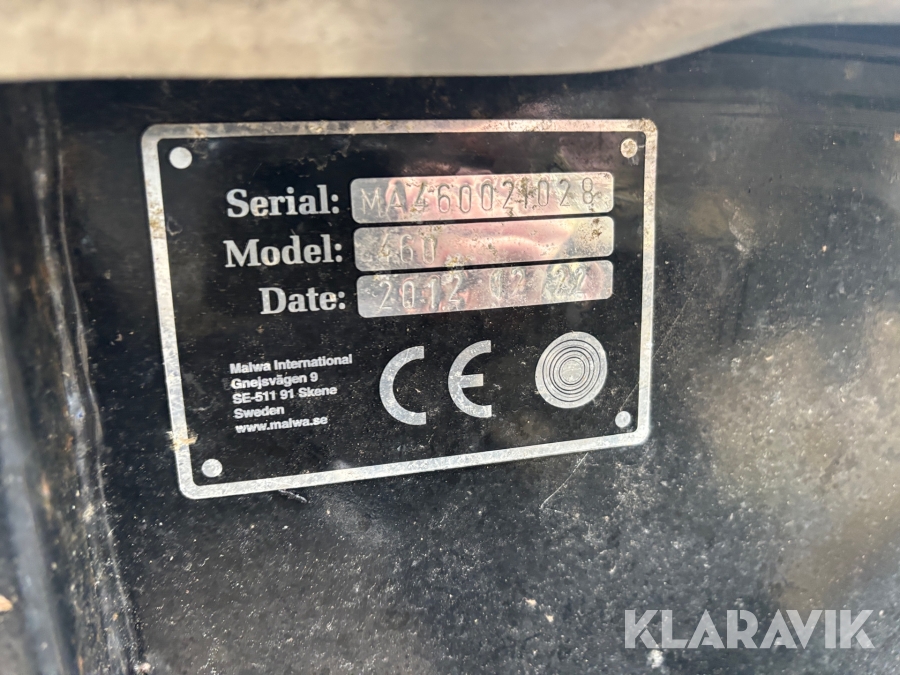 Serial: MA460021028
Model: 460
Date: 2012 02 22
Malwa International
Gnejsvägen 9
SE-511 91 Skene
Sweden
www.malwa.se
CE
KLARAVIK